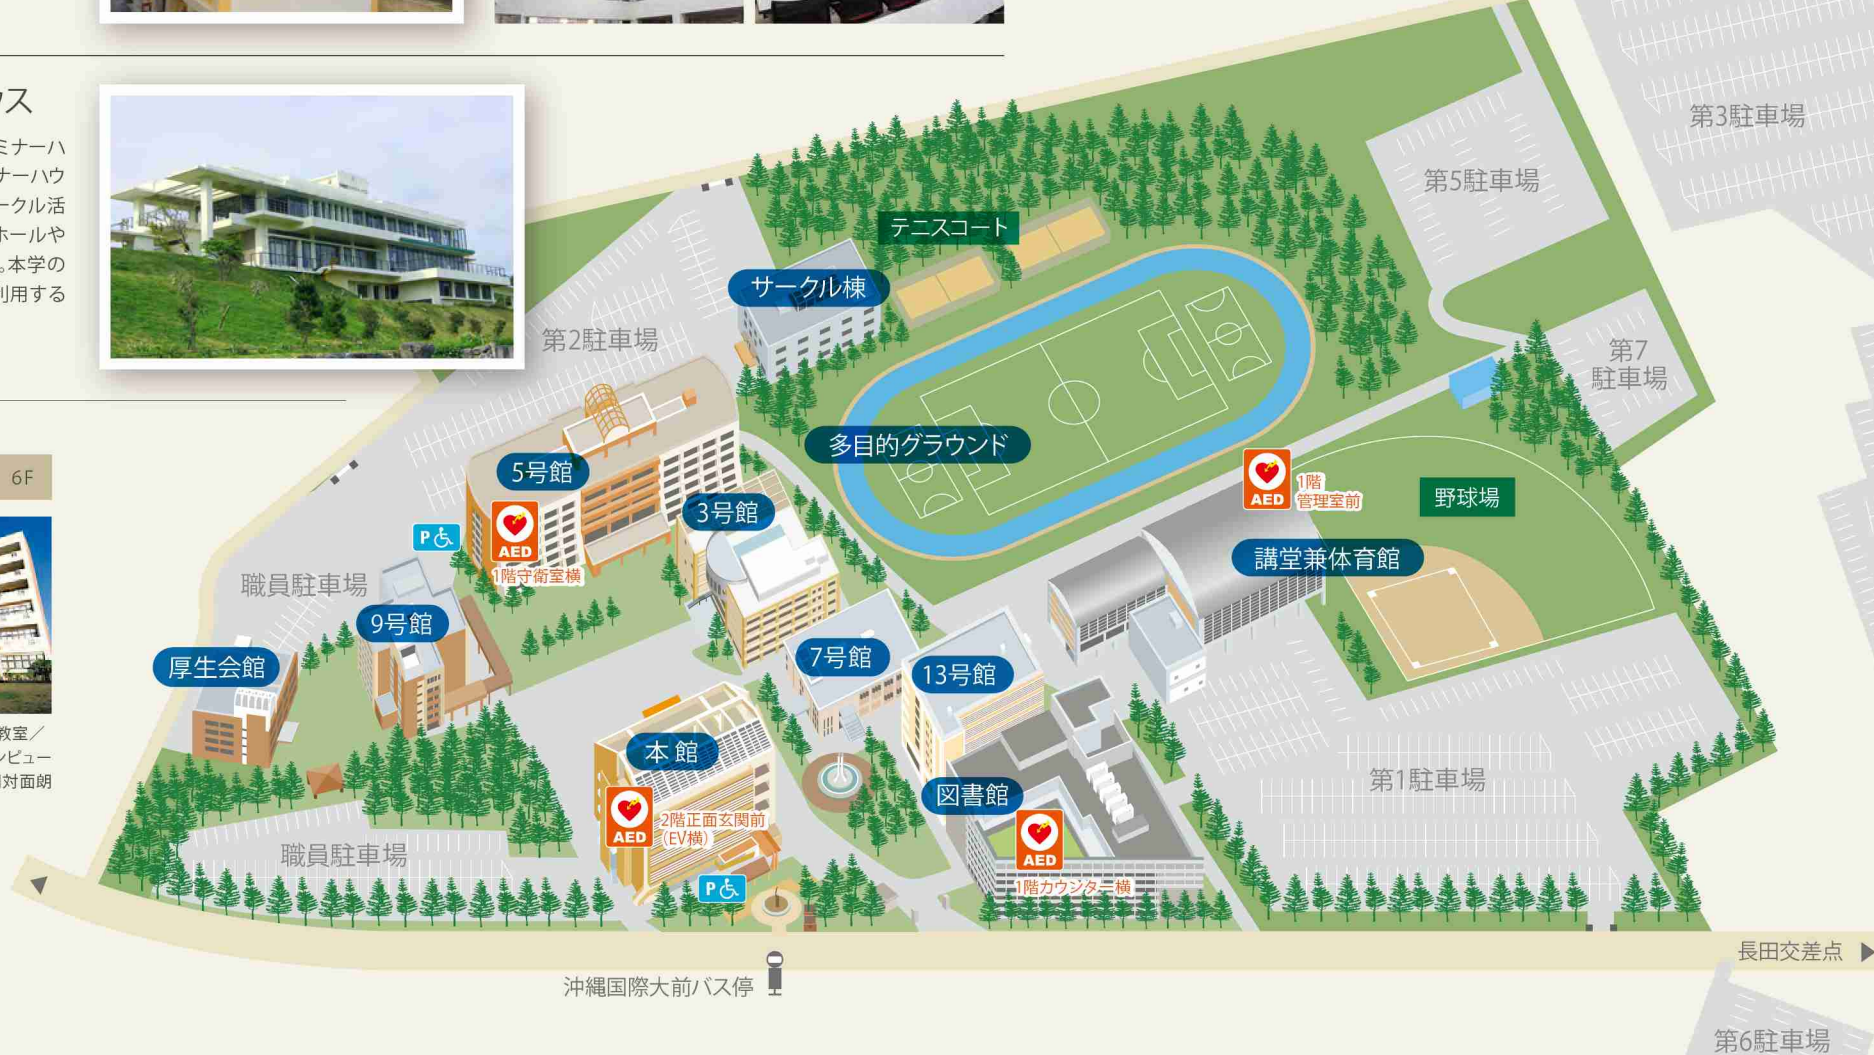 ウス
ミナーハ
ナーハウ
ークル活
ホールや
。本学の
利用する
6F
教室／
ンピュー
対面朗
第3駐車場
第5駐車場
テニスコート
サークル棟
第2駐車場
第7
駐車場
多目的グラウンド
5号館
AED
1階
管理室前
野球場
3号館
P
AED
1階守衛室横
講堂兼体育館
職員駐車場
9号館
厚生会館
7号館
13号館
本館
第1駐車場
図書館
AED
2階正面玄関前
(EV横)
AED
1階カウンター横
職員駐車場
P
長田交差点
沖縄国際大前バス停
第6駐車場